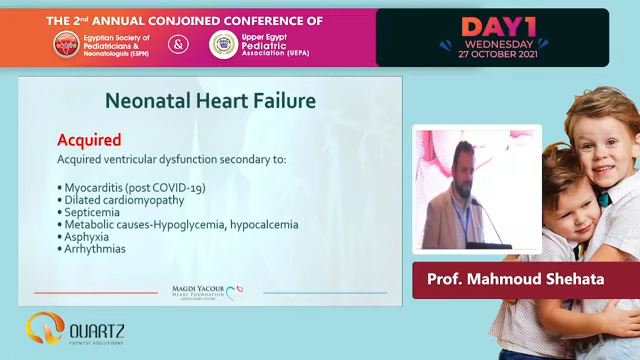 THE 2nd ANNUAL CONJOINED CONFERENCE OF
Egyptian Society of
Pediatricians &
Neonatologists (ESPN)
&
Upper Egypt
Pediatric
Association (UEPA)
DAY1
WEDNESDAY
27 OCTOBER 2021
Neonatal Heart Failure
Acquired
Acquired ventricular dysfunction secondary to:
• Myocarditis (post COVID-19)
• Dilated cardiomyopathy
• Septicemia
• Metabolic causes-Hypoglycemia, hypocalcemia
• Asphyxia
• Arrhythmias
MAGDI YACOUB
HEART FOUNDATION
Prof. Mahmoud Shehata
QUARTZ